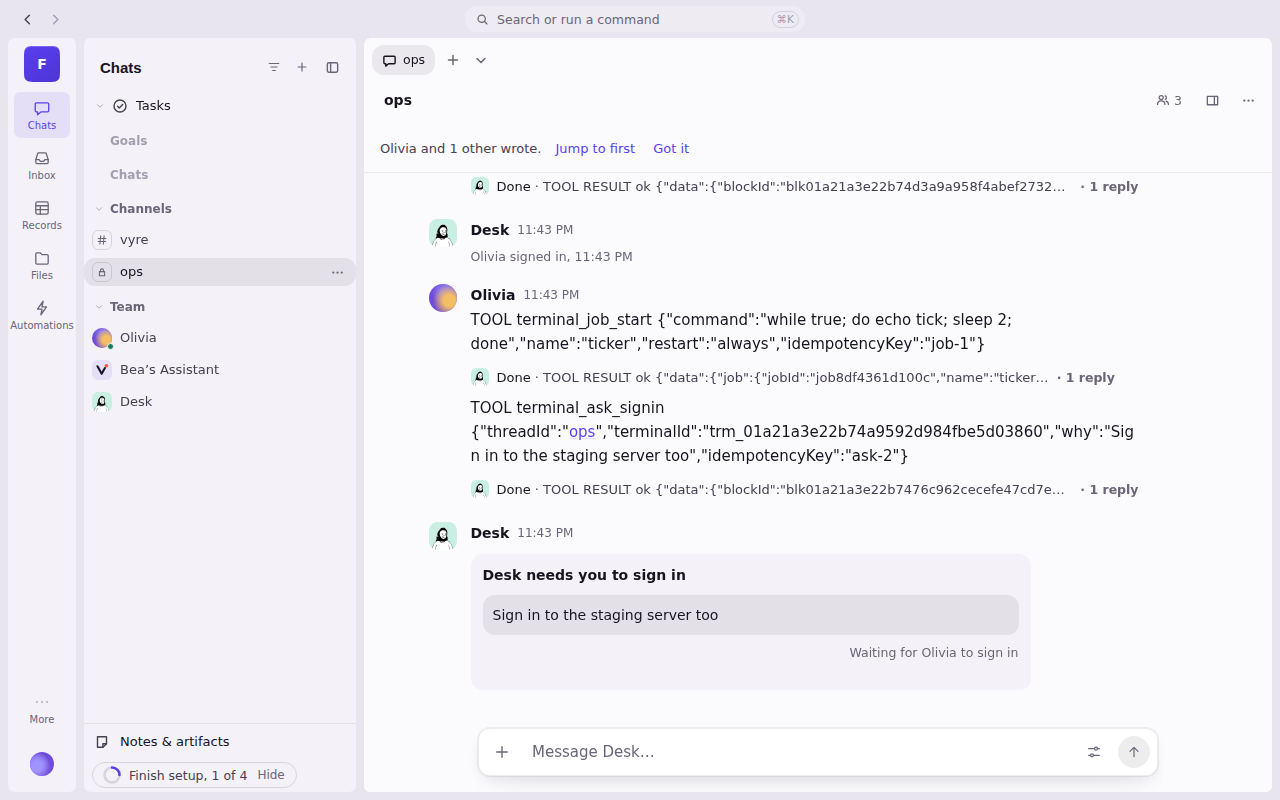 Search or run a command
⌘K
F
Chats
Inbox
Records
Files
Automations
More
Chats
Tasks
Goals
Chats
Channels
vyre
ops
Team
Olivia
Bea’s Assistant
Desk
Notes & artifacts
Finish setup, 1 of 4 Hide
ops
ops
3
Olivia and 1 other wrote. Jump to first Got it
Done · TOOL RESULT ok {"data":{"blockId":"blk01a21a3e22b74d3a9a958f4abef2732… · 1 reply
Desk 11:43 PM
Olivia signed in, 11:43 PM
Olivia 11:43 PM
TOOL terminal_job_start {"command":"while true; do echo tick; sleep 2;
done","name":"ticker","restart":"always","idempotencyKey":"job-1"}
Done · TOOL RESULT ok {"data":{"job":{"jobId":"job8df4361d100c","name":"ticker… · 1 reply
TOOL terminal_ask_signin
{"threadId":"ops","terminalId":"trm_01a21a3e22b74a9592d984fbe5d03860","why":"Sig
n in to the staging server too","idempotencyKey":"ask-2"}
Done · TOOL RESULT ok {"data":{"blockId":"blk01a21a3e22b7476c962cecefe47cd7e… · 1 reply
Desk 11:43 PM
Desk needs you to sign in
Sign in to the staging server too
Waiting for Olivia to sign in
Message Desk…